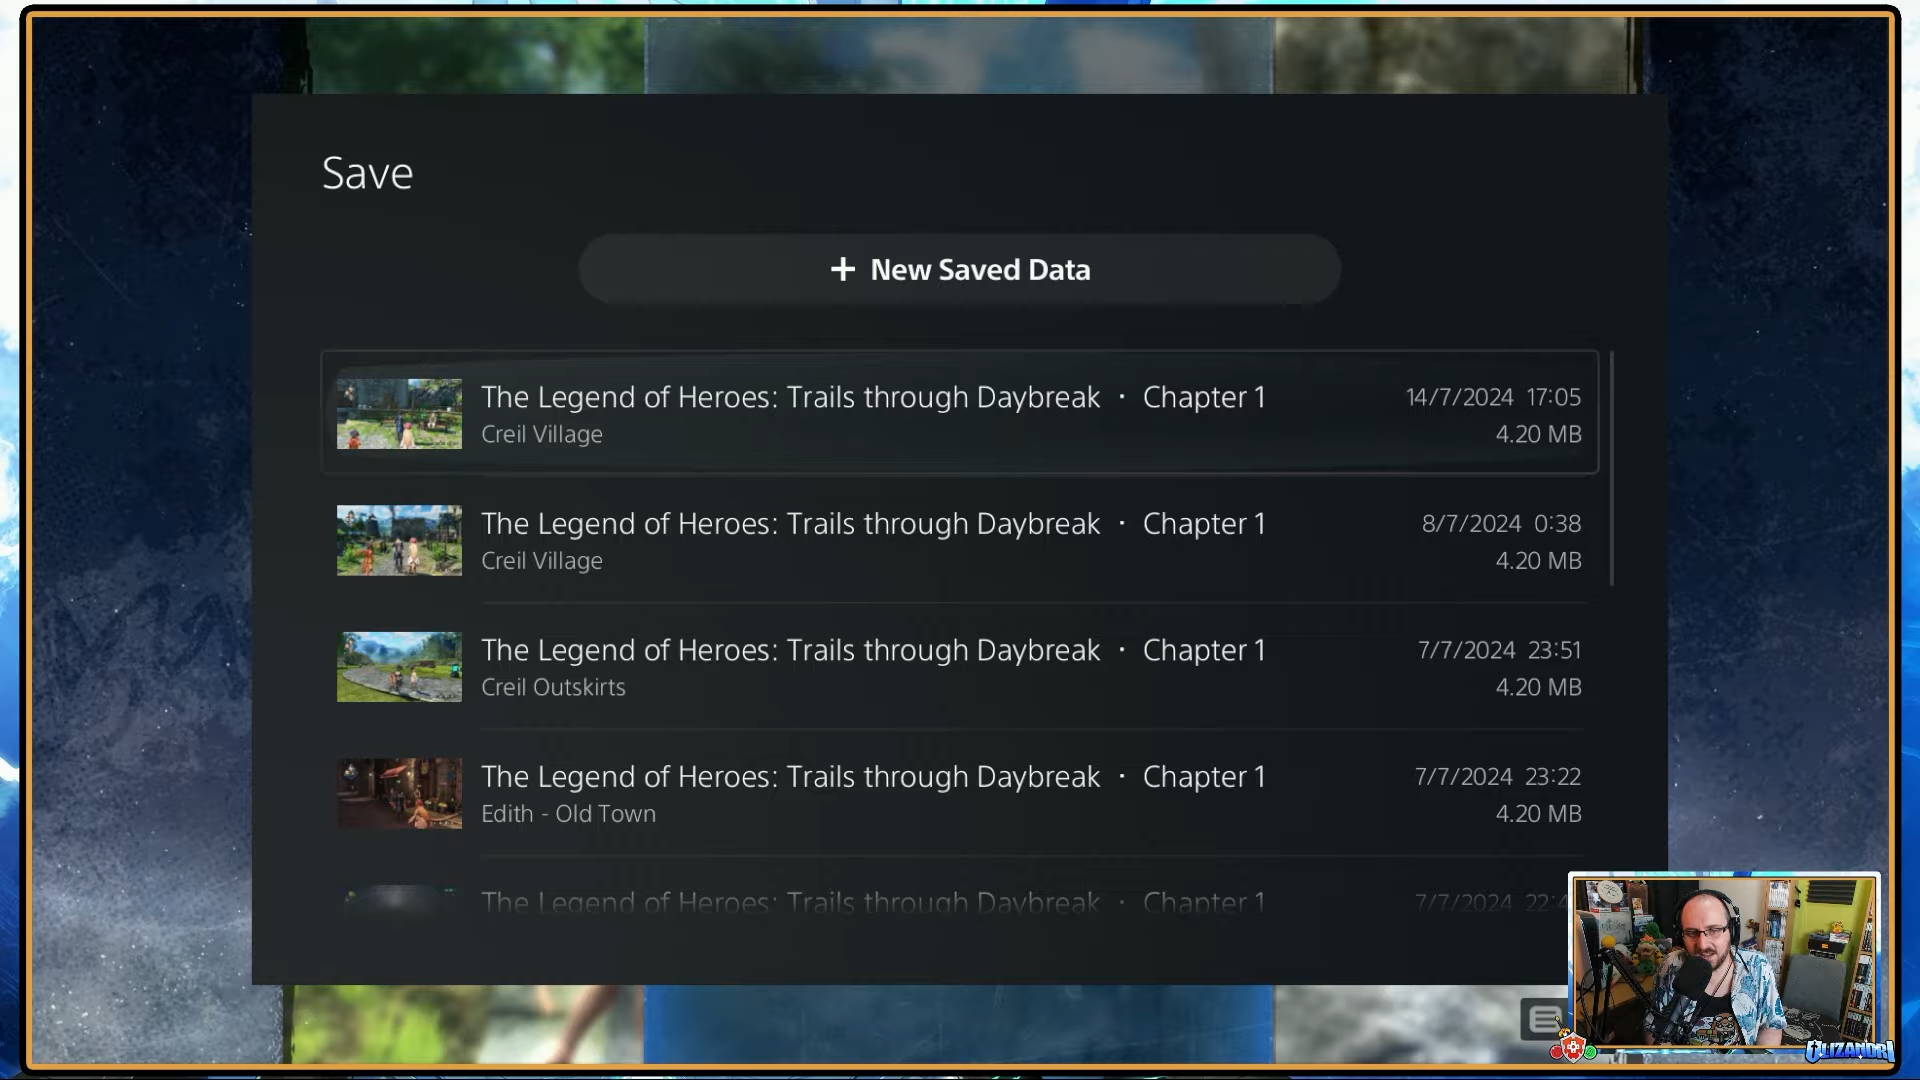 Save
+ New Saved Data
The Legend of Heroes: Trails through Daybreak · Chapter 1
14/7/2024 17:05
Creil Village
4.20 MB
The Legend of Heroes: Trails through Daybreak · Chapter 1
8/7/2024 0:38
Creil Village
4.20 MB
The Legend of Heroes: Trails through Daybreak · Chapter 1
7/7/2024 23:51
Creil Outskirts
4.20 MB
The Legend of Heroes: Trails through Daybreak · Chapter 1
7/7/2024 23:22
Edith - Old Town
4.20 MB
The Legend of Heroes: Trails through Daybreak · Chapter 1
7/7/2024
OLIZANDRI